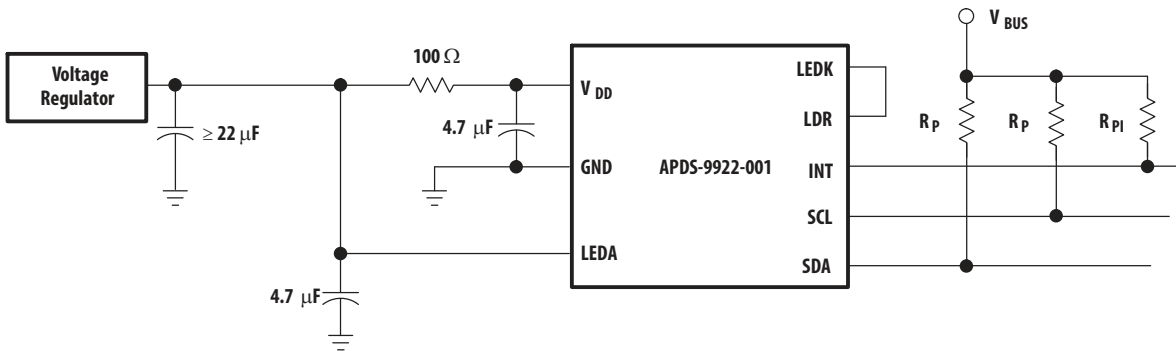 V BUS
Voltage
Regulator
100 Ω
≥ 22 µF
4.7 µF
V DD
GND
LEDA
4.7 µF
APDS-9922-001
LEDK
LDR
INT
SCL
SDA
R P
R P
R PI